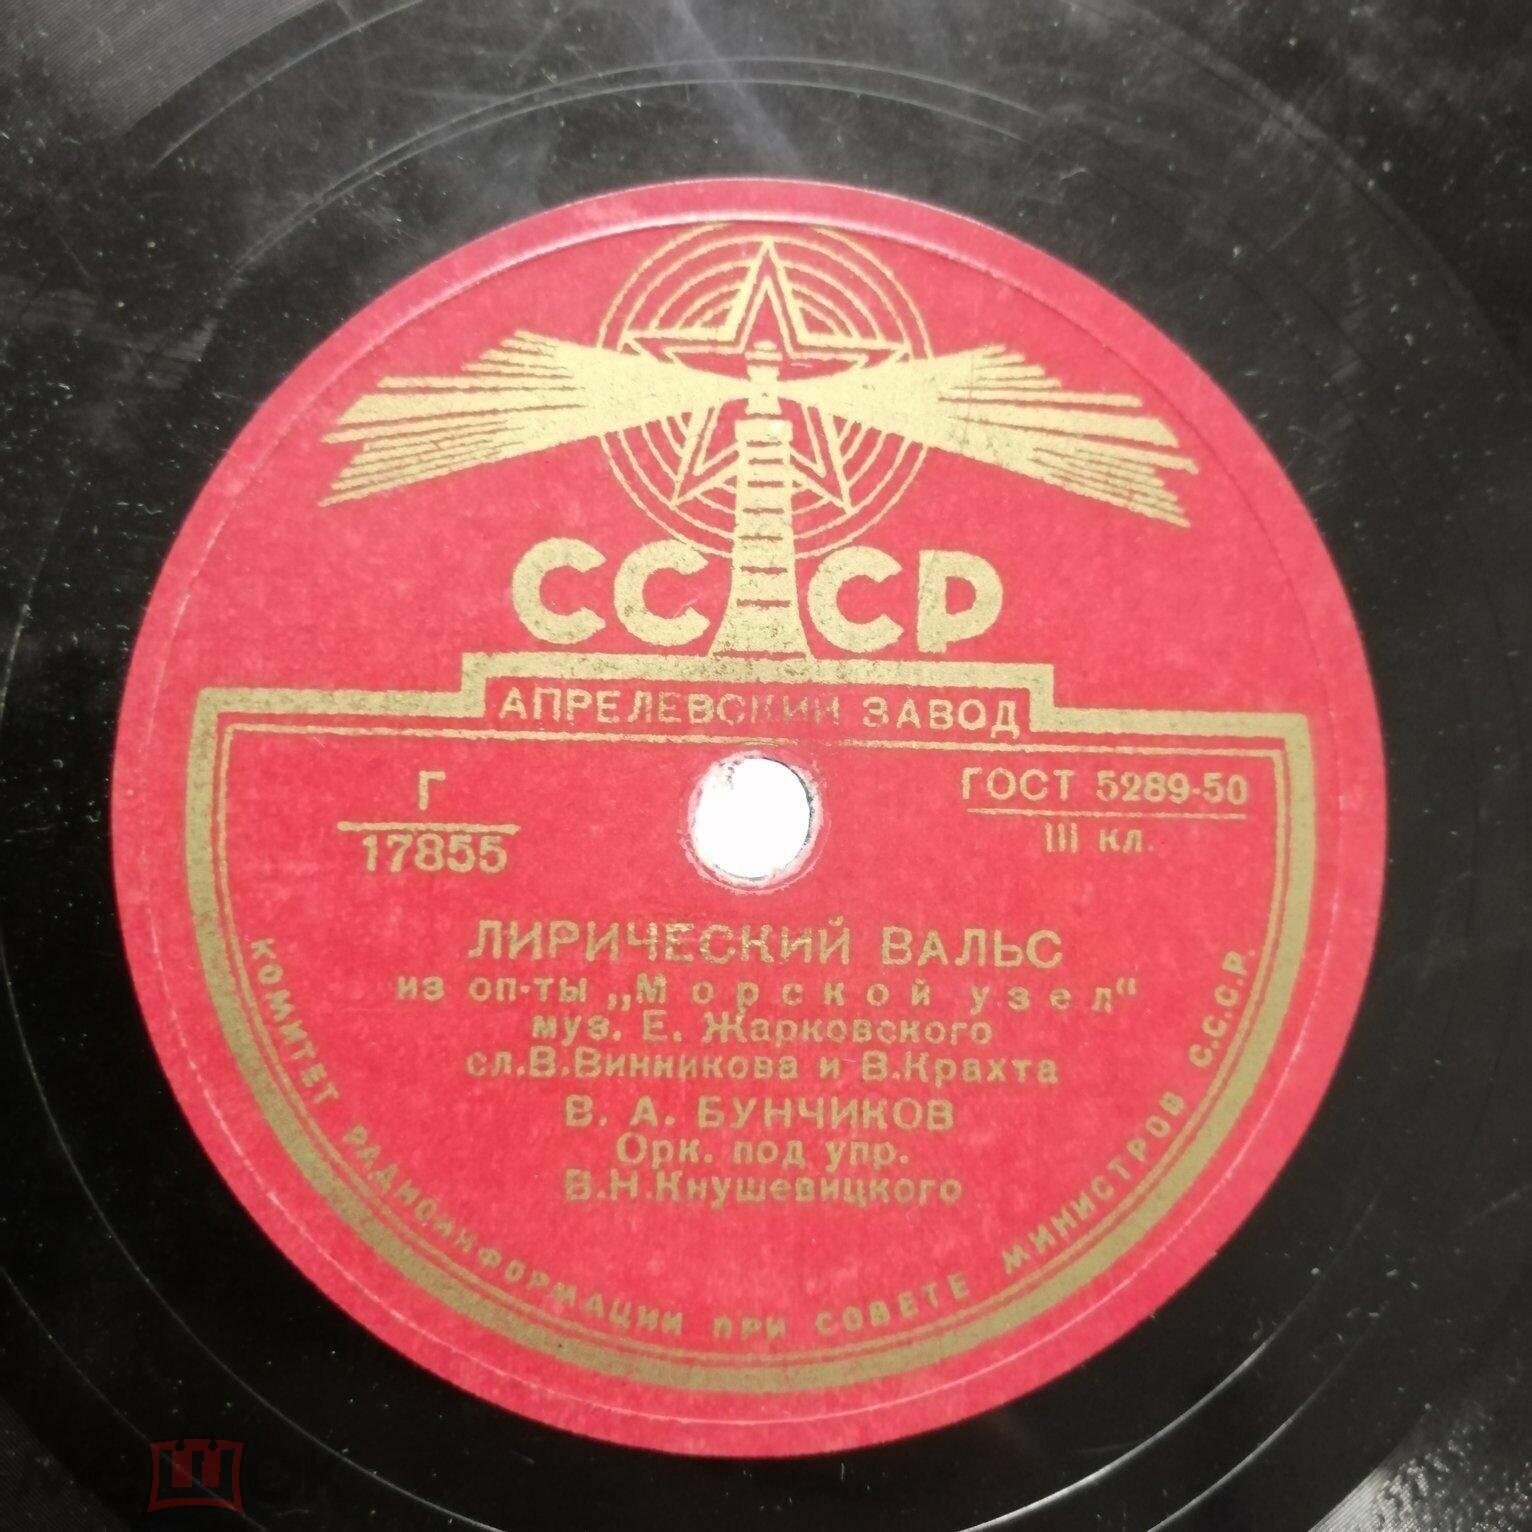 СССР
АПРЕЛЕВСКИЙ ЗАВОД
Г
17855
ГОСТ 5289-50
III кл.
ЛИРИЧЕСКИЙ ВАЛЬС
из оп-ты „Морской узел“
муз. Е. Жарковского
сл.В.Винникова и В.Крахта
В. А. БУНЧИКОВ
Орк. под упр.
В.Н.Кнушевицкого
КОМИТЕТ РАДИОИНФОРМАЦИИ ПРИ СОВЕТЕ МИНИСТРОВ С.С.С.Р.
мешок